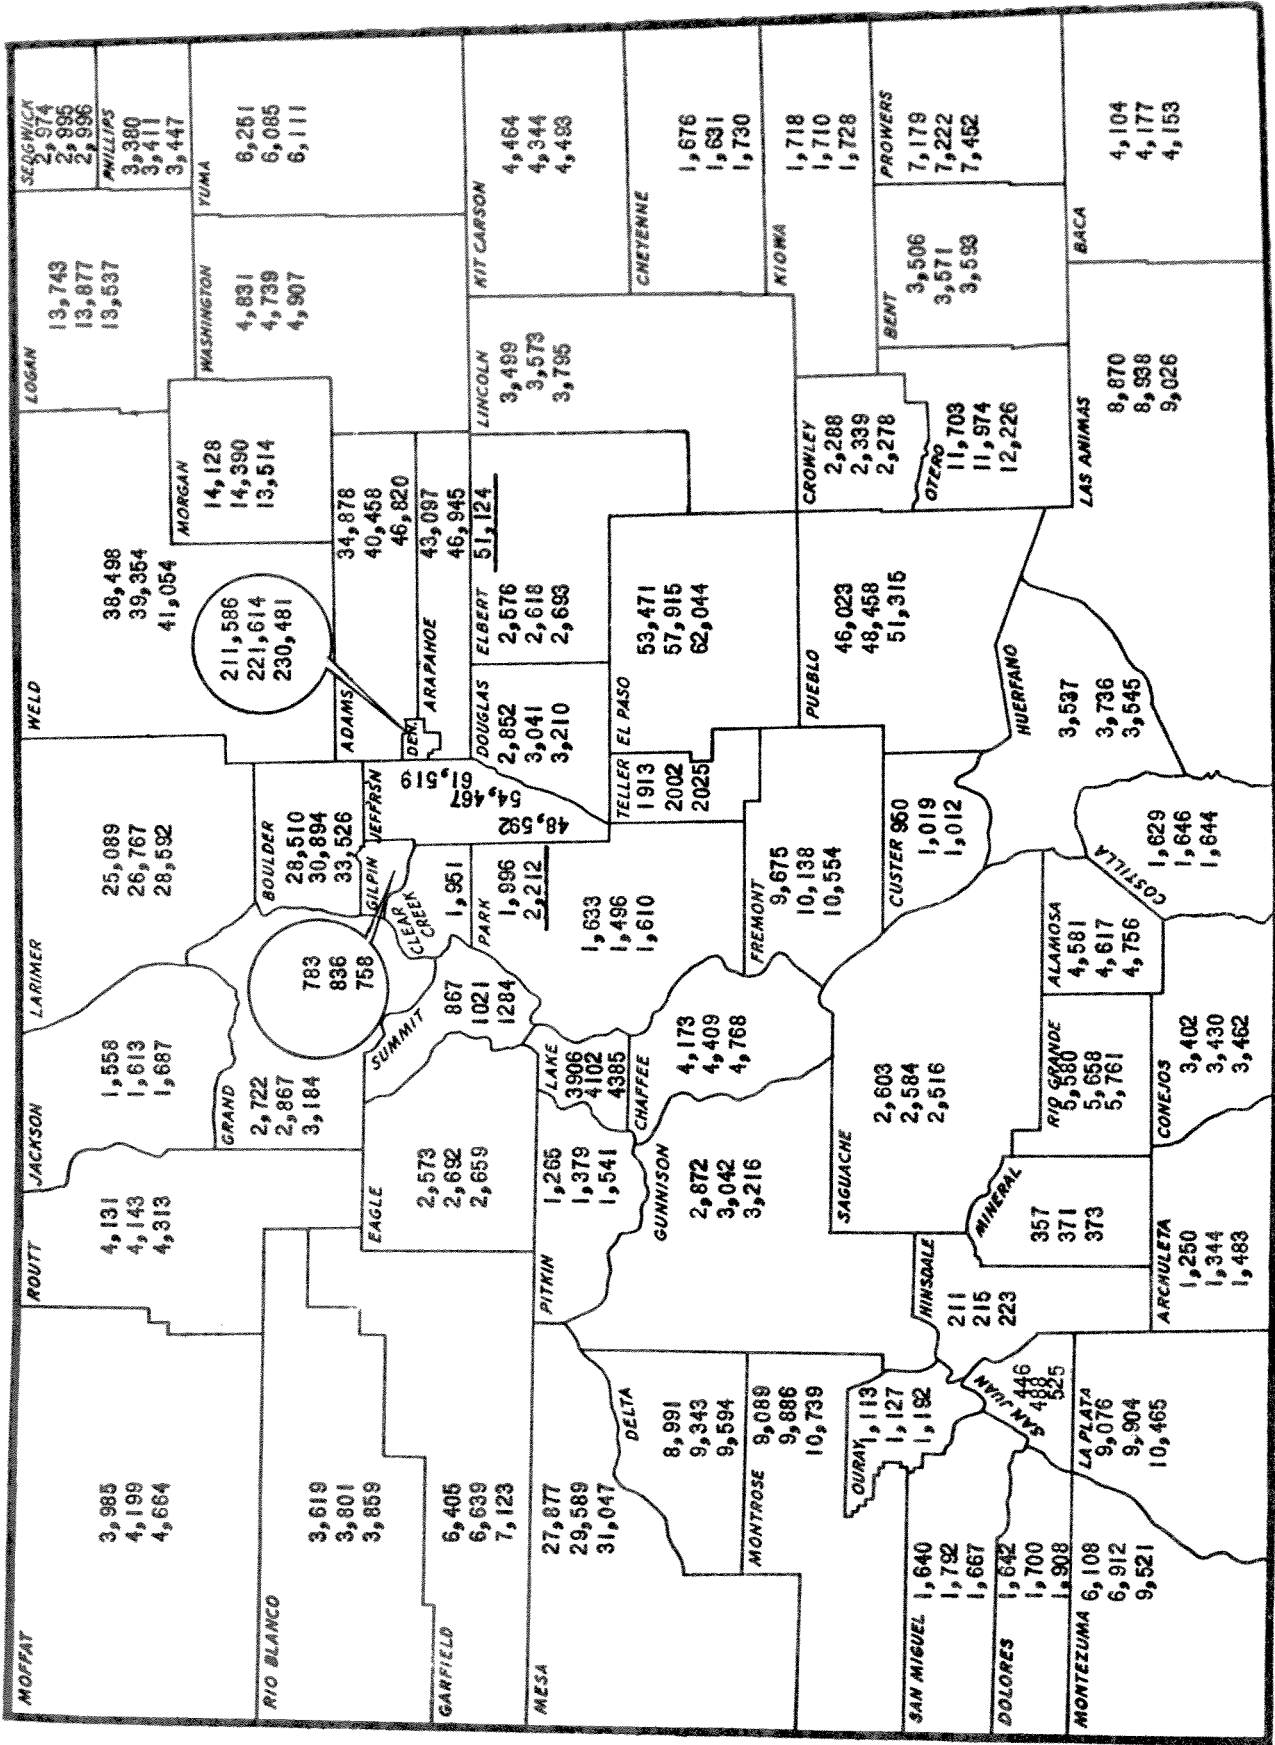 MOFFAT
3,985
4,199
4,664
ROUTT
4,131
4,143
4,313
JACKSON
1,558
1,613
1,687
LARIMER
25,089
26,767
28,592
WELD
38,498
39,354
41,054
LOGAN
13,743
13,877
13,537
SEDGWICK
2,974
2,995
2,996
PHILLIPS
3,380
3,411
3,447
MORGAN
14,128
14,390
13,514
WASHINGTON
4,831
4,739
4,907
YUMA
6,251
6,085
6,111
RIO BLANCO
3,619
3,801
3,859
GRAND
2,722
2,867
3,184
783
836
758
BOULDER
28,510
30,894
33,526
GILPIN
JEFFRSN
48,592
54,467
61,519
211,586
221,614
230,481
DEN.
ADAMS
34,878
40,458
46,820
ARAPAHOE
43,097
46,945
51,124
GARFIELD
6,405
6,639
7,123
EAGLE
2,573
2,692
2,659
SUMMIT
867
1021
1284
CLEAR
CREEK
1,951
1,996
2,212
PARK
1,633
1,496
1,610
DOUGLAS
2,852
3,041
3,210
ELBERT
2,576
2,618
2,693
LINCOLN
3,499
3,573
3,795
KIT CARSON
4,464
4,344
4,493
MESA
27,877
29,589
31,047
PITKIN
1,265
1,379
1,541
LAKE
3906
4102
4385
DELTA
8,991
9,343
9,594
GUNNISON
2,872
3,042
3,216
CHAFFEE
4,173
4,409
4,768
TELLER
1913
2002
2025
EL PASO
53,471
57,915
62,044
CHEYENNE
1,676
1,631
1,730
MONTROSE
9,089
9,886
10,739
FREMONT
9,675
10,138
10,554
PUEBLO
46,023
48,458
51,315
CROWLEY
2,288
2,339
2,278
KIOWA
1,718
1,710
1,728
OURAY
1,113
1,127
1,192
SAGUACHE
2,603
2,584
2,516
CUSTER 950
1,019
1,012
OTERO
11,703
11,974
12,226
BENT
3,506
3,571
3,593
PROWERS
7,179
7,222
7,452
SAN MIGUEL
1,640
1,792
1,667
HINSDALE
211
215
223
MINERAL
357
371
373
DOLORES
1,642
1,700
1,908
SAN JUAN
446
488
525
RIO GRANDE
5,580
5,658
5,761
ALAMOSA
4,581
4,617
4,756
HUERFANO
3,537
3,736
3,545
MONTEZUMA
6,108
6,912
9,521
LA PLATA
9,076
9,904
10,465
ARCHULETA
1,250
1,344
1,483
CONEJOS
3,402
3,430
3,462
COSTILLA
1,629
1,646
1,644
LAS ANIMAS
8,870
8,938
9,026
BACA
4,104
4,177
4,153